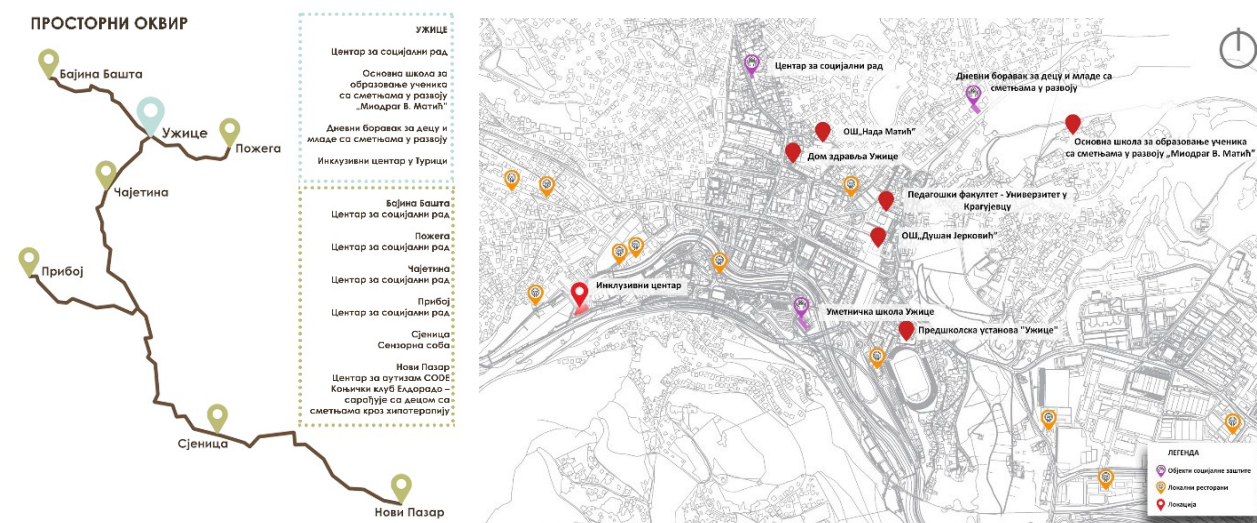 ПРОСТОРНИ ОКВИР
Бајина Башта
Ужице
Пожега
Чајетина
Прибој
Сјеница
Нови Пазар
УЖИЦЕ
Центар за социјални рад
Основна школа за
образовање ученика
са сметњама у развоју
„Миодраг В. Матић"
Дневни боравак за децу и
младе са сметњама у развоју
Инклузивни центар у Турици
Бајина Башта
Центар за социјални рад
Пожега
Центар за социјални рад
Чајетина
Центар за социјални рад
Прибој
Центар за социјални рад
Сјеница
Сензорна соба
Нови Пазар
Центар за аутизам CODE
Коњички клуб Елдорадо –
сарађује са децом са
сметњама кроз хипотерапију
Центар за социјални рад
Дневни боравак за децу и младе са
сметњама у развоју
ОШ„Нада Матић"
Дом здравља Ужице
Основна школа за образовање ученика
са сметњама у развоју „Миодраг В. Матић"
Педагошки факултет - Универзитет у
Крагујевцу
ОШ„Душан Јерковић"
Инклузивни центар
Уметничка школа Ужице
Предшколска установа "Ужице"
ЛЕГЕНДА
Објекти социјалне заштите
Локални ресторани
Локација